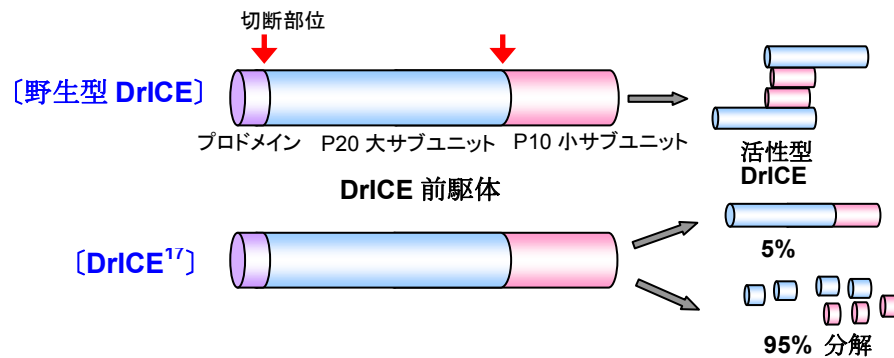 切断部位
〔野生型 DrICE〕
プロドメイン P20 大サブユニット P10 小サブユニット
活性型
DrICE
DrICE 前駆体
〔DrICE¹⁷〕
5%
95% 分解